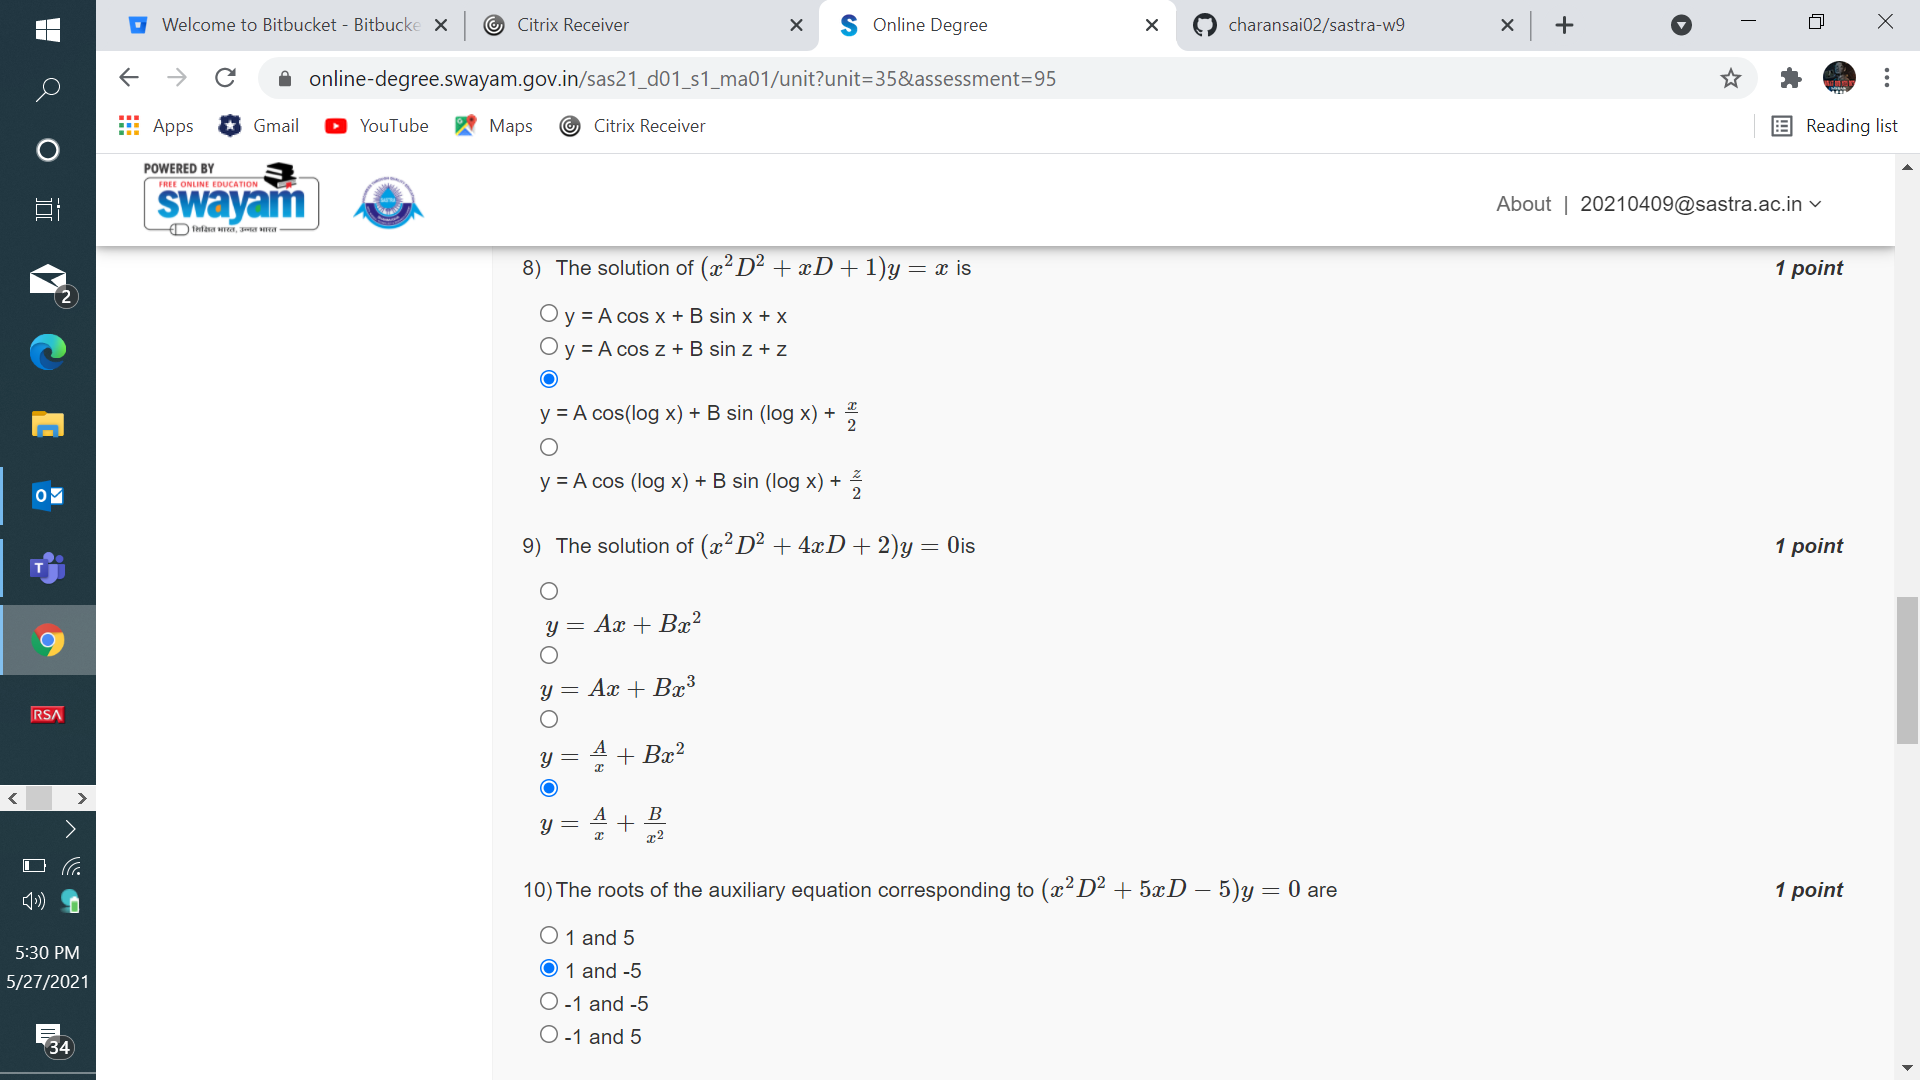 Welcome to Bitbucket - Bitbucke
Citrix Receiver
Online Degree
charansai02/sastra-w9
online-degree.swayam.gov.in/sas21_d01_s1_ma01/unit?unit=35&assessment=95
Apps
Gmail
YouTube
Maps
Citrix Receiver
Reading list
POWERED BY
FREE ONLINE EDUCATION
swayam
शिक्षित भारत, उन्नत भारत
About | 20210409@sastra.ac.in
8) The solution of (x²D² + xD + 1)y = x is
1 point
y = A cos x + B sin x + x
y = A cos z + B sin z + z
y = A cos(log x) + B sin (log x) + x/2
y = A cos (log x) + B sin (log x) + z/2
9) The solution of (x²D² + 4xD + 2)y = 0is
1 point
y = Ax + Bx²
y = Ax + Bx³
y = A/x + Bx²
y = A/x + B/x²
10) The roots of the auxiliary equation corresponding to (x²D² + 5xD − 5)y = 0 are
1 point
1 and 5
1 and -5
-1 and -5
-1 and 5
2
RSA
5:30 PM
5/27/2021
34